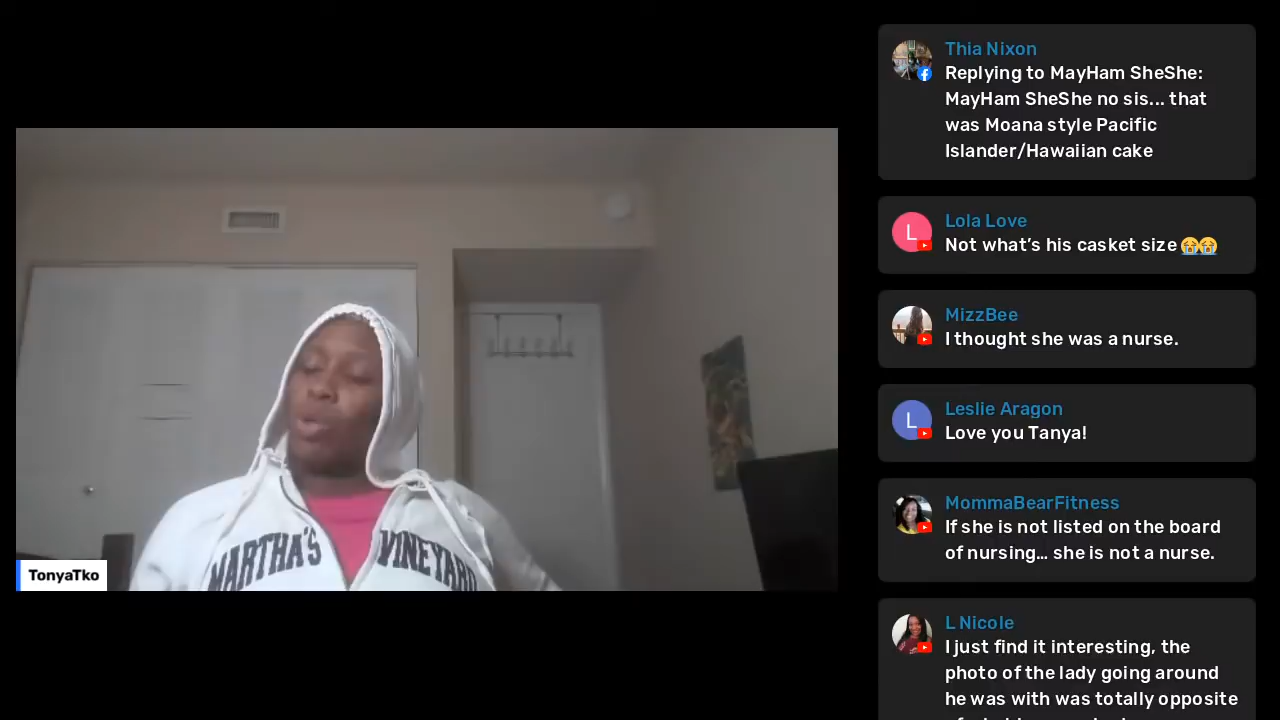 MARTHA'S VINEYARD
TonyaTko
Thia Nixon
Replying to MayHam SheShe:
MayHam SheShe no sis... that
was Moana style Pacific
Islander/Hawaiian cake
Lola Love
Not what's his casket size 😭😭
MizzBee
I thought she was a nurse.
Leslie Aragon
Love you Tanya!
MommaBearFitness
If she is not listed on the board
of nursing... she is not a nurse.
L Nicole
I just find it interesting, the
photo of the lady going around
he was with was totally opposite